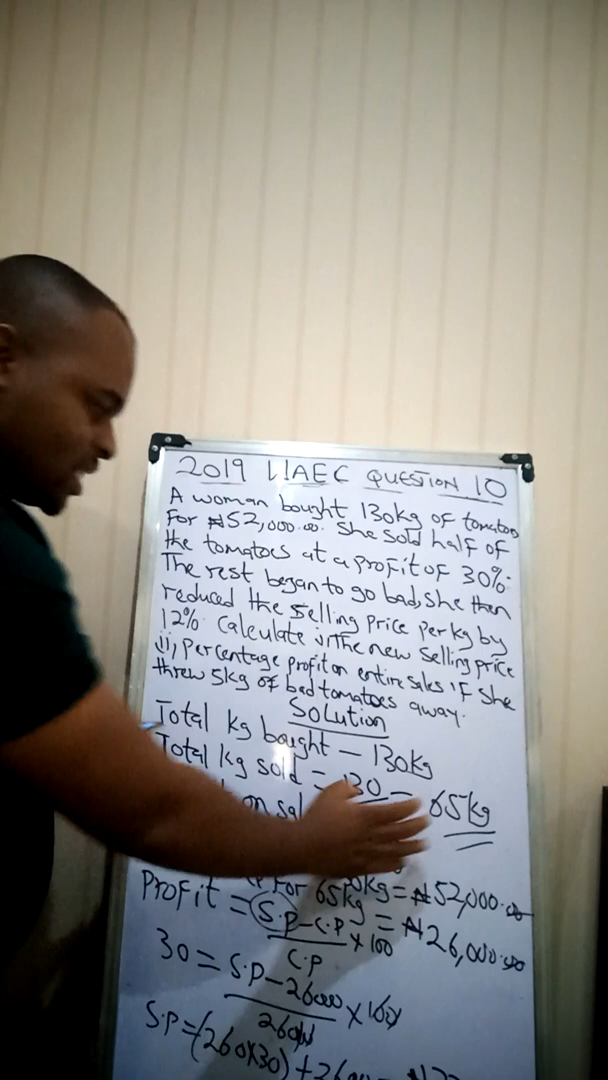 2019 WAEC QUESTION 10
A woman bought 130kg of tomatoes
For ₦52,000.00. She sold half of
the tomatoes at a profit of 30%.
The rest began to go bad, she then
reduced the selling price per kg by
12%. Calculate i, The new selling price
ii, Percentage profit on entire sales if she
threw 5kg of bad tomatoes away.
Solution
Total kg bought — 130kg
Total kg sold = 130 = 65kg
on sal
0kg = ₦52,000.00
For 65kg = ₦26,000.00
Profit = S.P - C.P x 100
C.P
30 = S.P - 26000 x 100
26000
S.P = (260x30) +